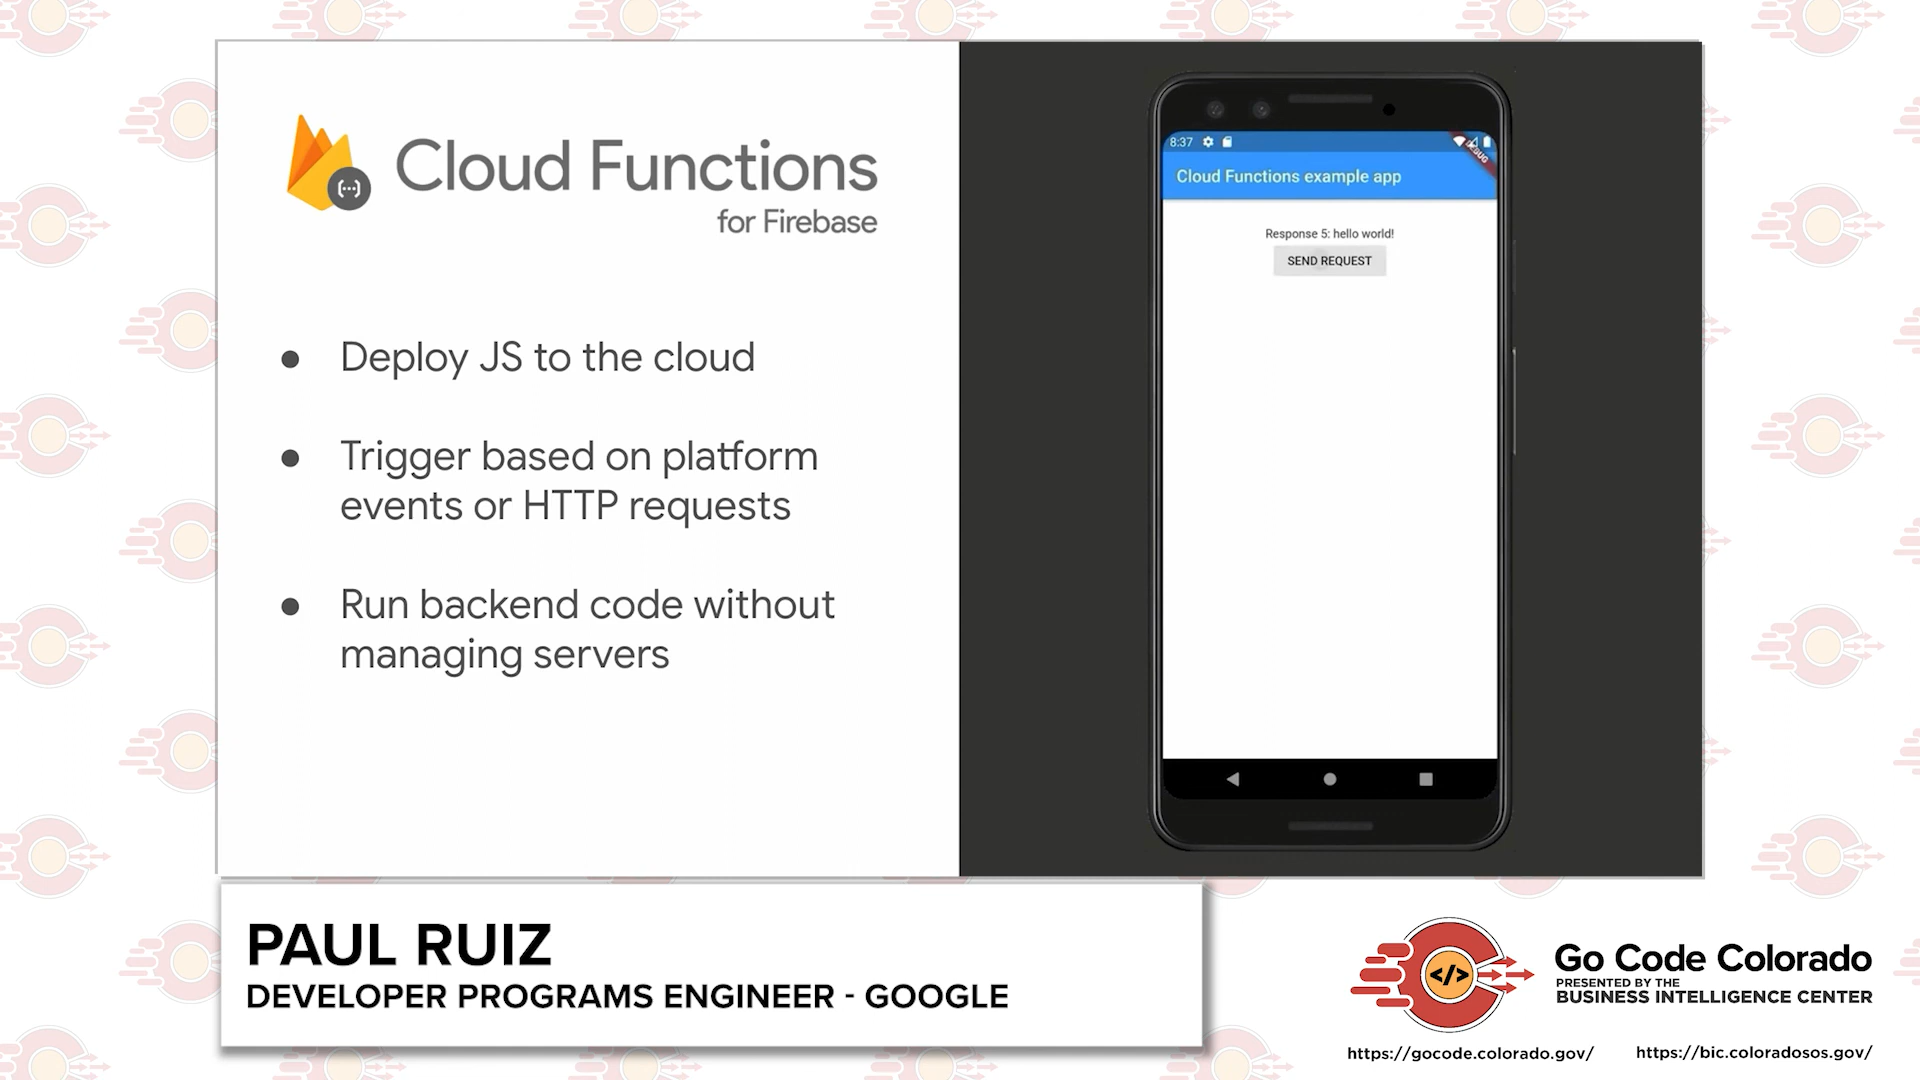 Cloud Functions
for Firebase
● Deploy JS to the cloud
● Trigger based on platform
events or HTTP requests
● Run backend code without
managing servers
8:37
DEBUG
Cloud Functions example app
Response 5: hello world!
SEND REQUEST
PAUL RUIZ
DEVELOPER PROGRAMS ENGINEER - GOOGLE
</>
Go Code Colorado
PRESENTED BY THE
BUSINESS INTELLIGENCE CENTER
https://gocode.colorado.gov/ https://bic.coloradosos.gov/